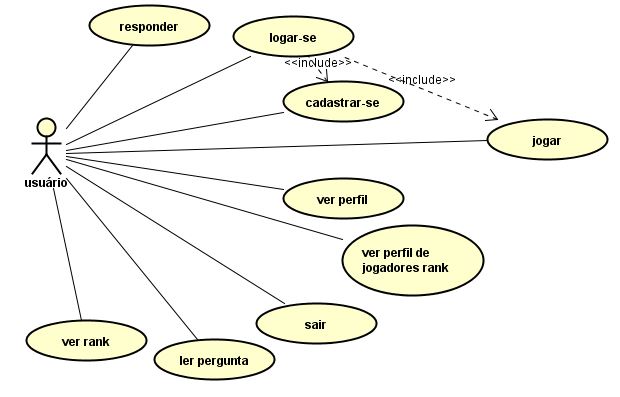 responder
logar-se
<<include>>
<<include>>
cadastrar-se
jogar
usuário
ver perfil
ver perfil de
jogadores rank
sair
ver rank
ler pergunta